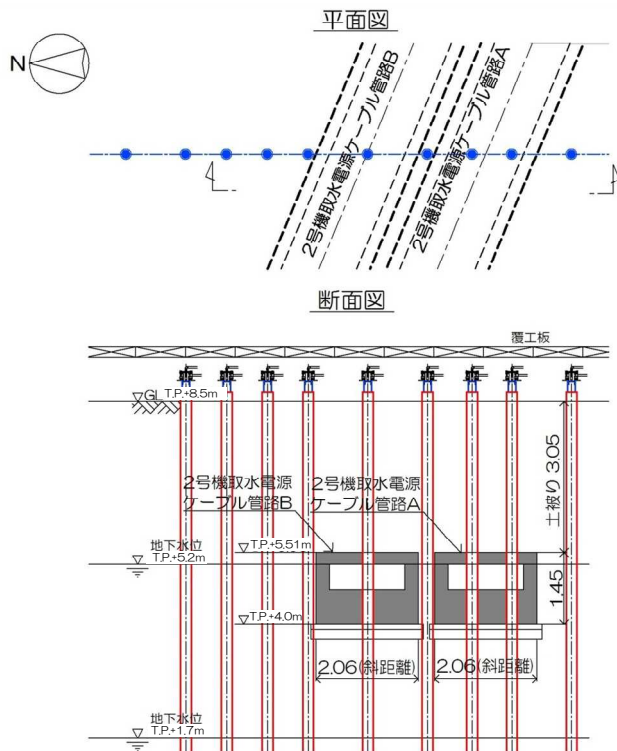 平面図
N
2号機取水電源ケーブル管路B
2号機取水電源ケーブル管路A
断面図
覆工板
GL T.P.+8.5m
2号機取水電源
ケーブル管路B
2号機取水電源
ケーブル管路A
土被り 3.05
地下水位
T.P.+5.2m
T.P.+5.51m
1.45
T.P.+4.0m
2.06(斜距離)
2.06(斜距離)
地下水位
T.P.+1.7m